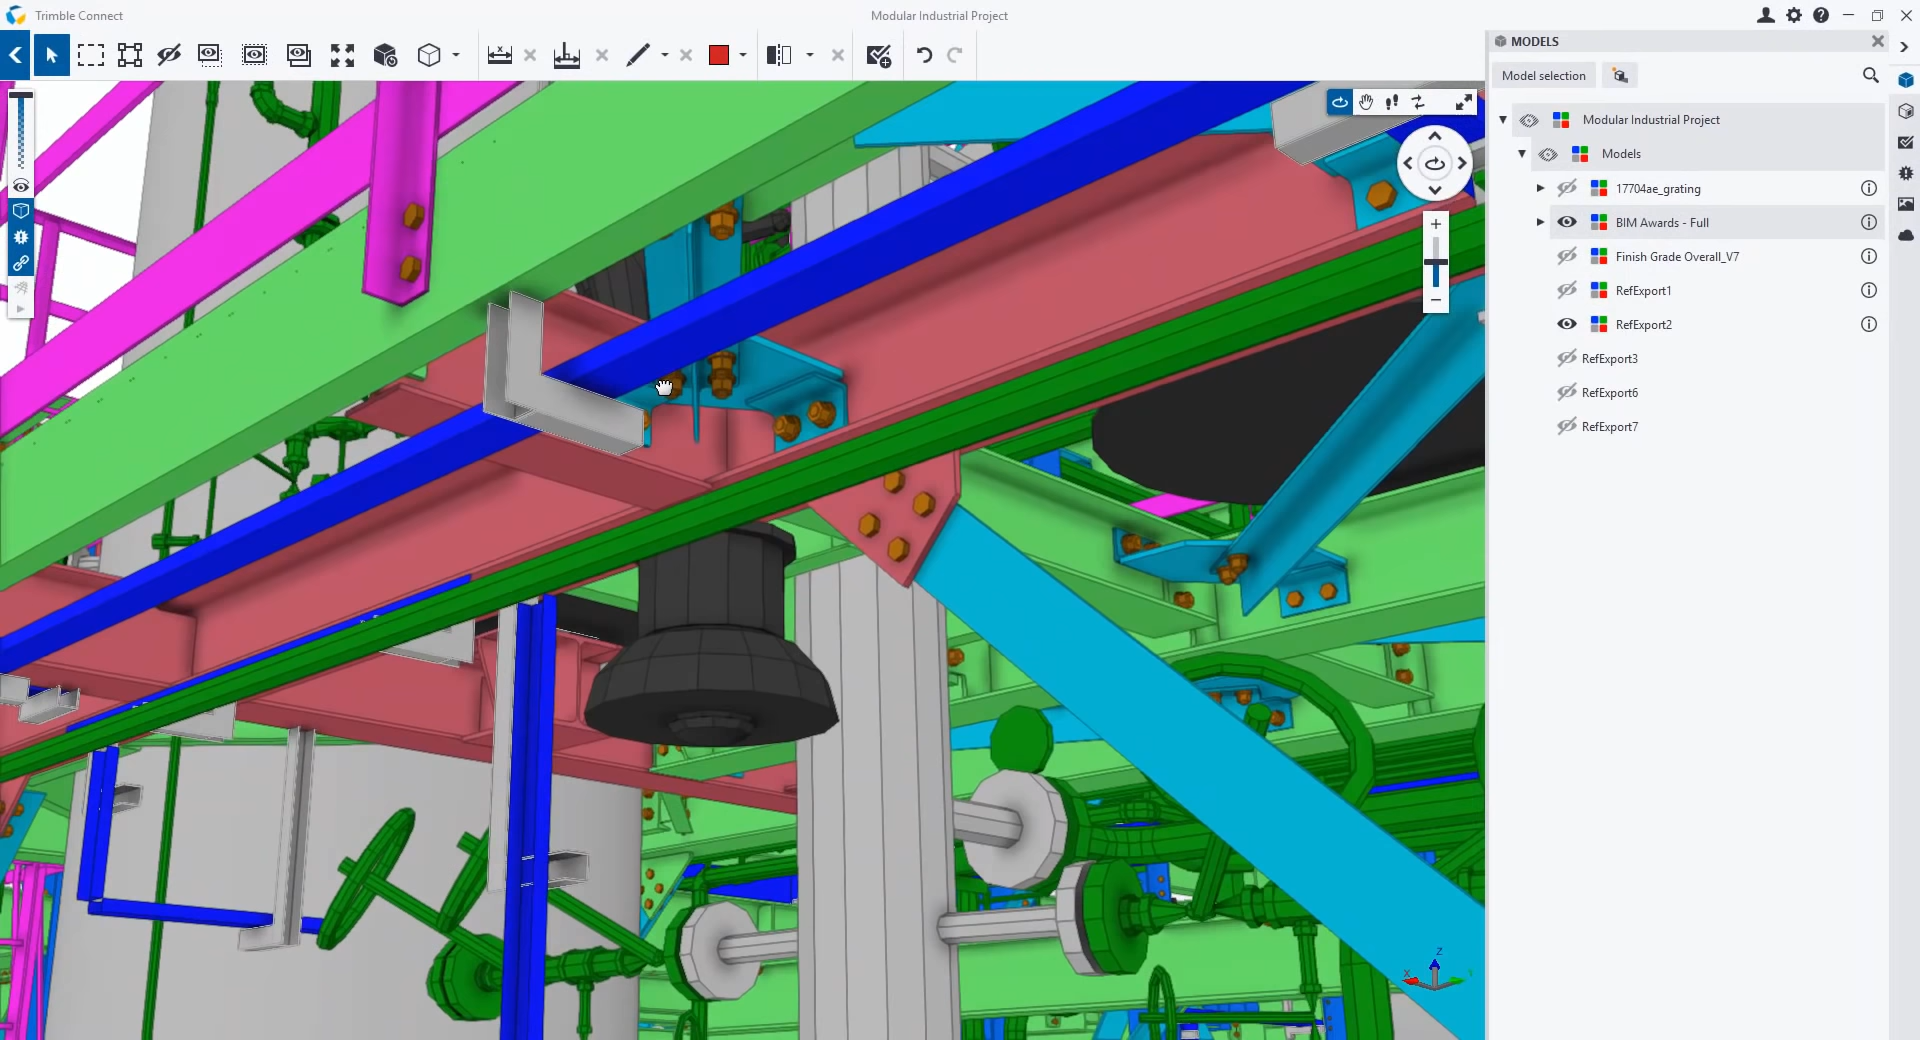 Trimble Connect
Modular Industrial Project
MODELS
Model selection
Modular Industrial Project
Models
17704ae_grating
BIM Awards - Full
Finish Grade Overall_V7
RefExport1
RefExport2
RefExport3
RefExport6
RefExport7
Z
X